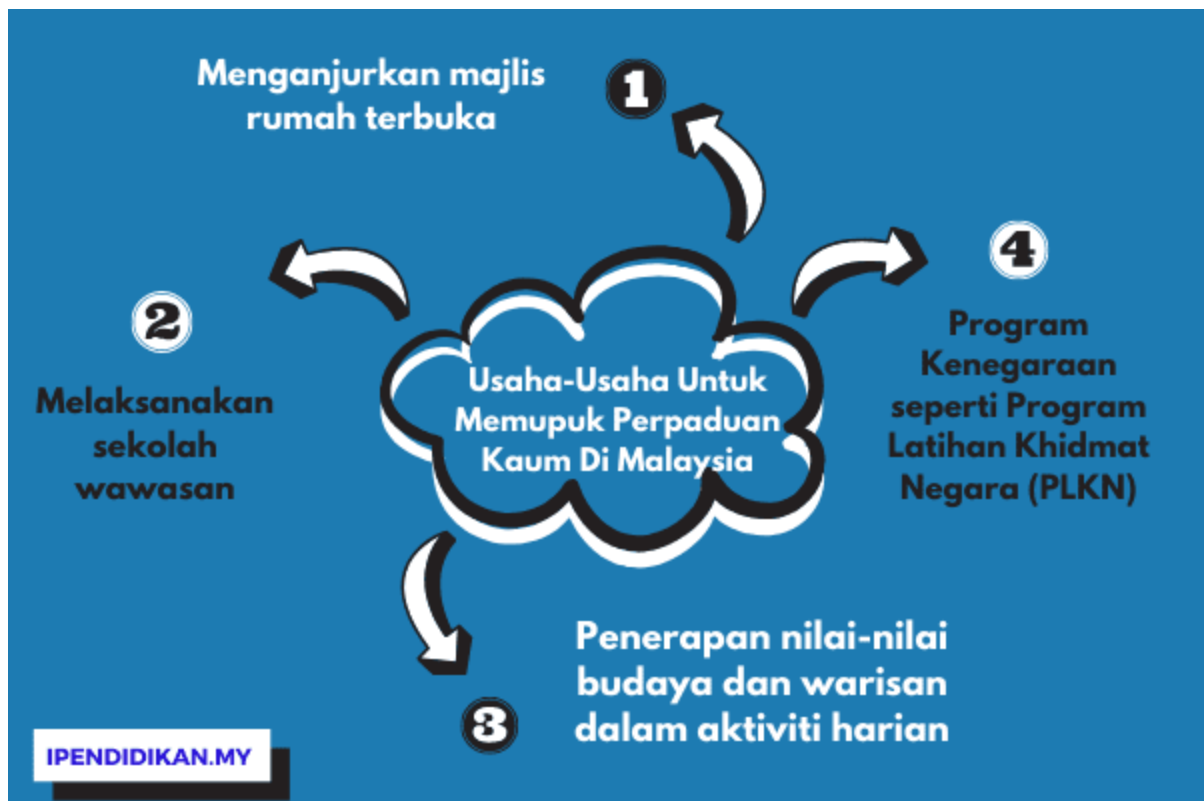 Menganjurkan majlis
rumah terbuka
1
2
Melaksanakan
sekolah
wawasan
Usaha-Usaha Untuk
Memupuk Perpaduan
Kaum Di Malaysia
4
Program
Kenegaraan
seperti Program
Latihan Khidmat
Negara (PLKN)
3
Penerapan nilai-nilai
budaya dan warisan
dalam aktiviti harian
IPENDIDIKAN.MY